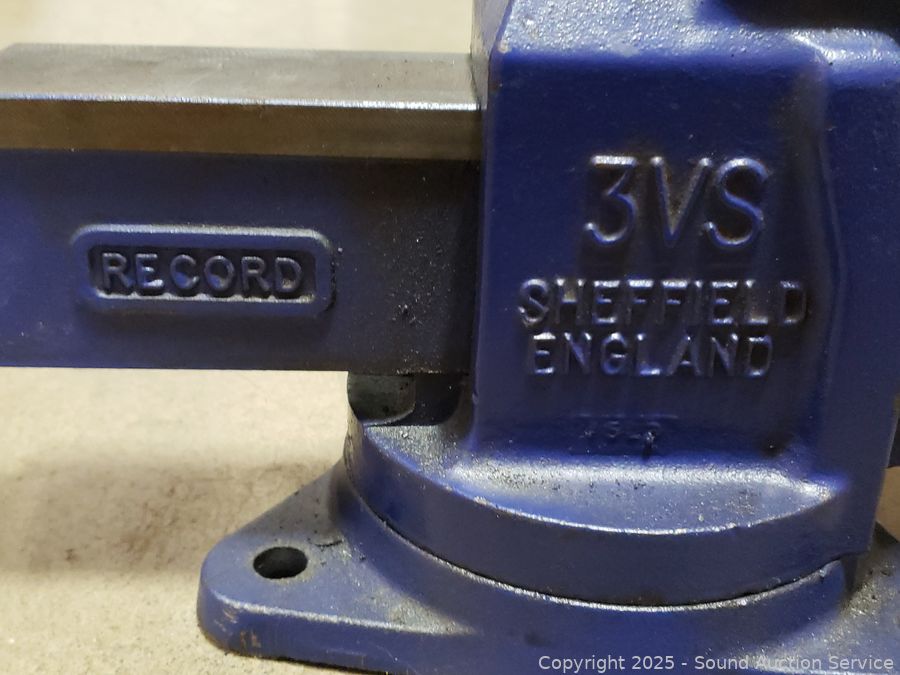 RECORD
3VS
SHEFFIELD
ENGLAND
Copyright © 2025 - Sound Auction Service